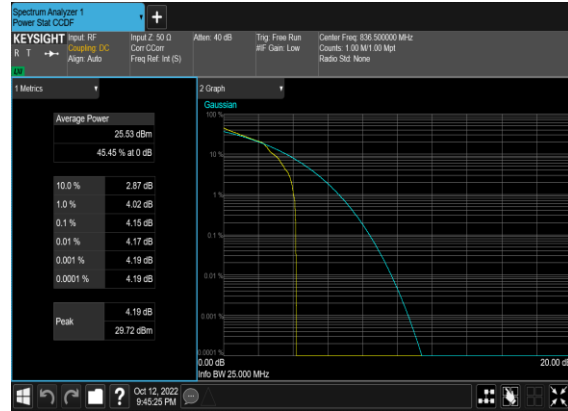 Spectrum Analyzer 1
Power Stat CCDF
KEYSIGHT
R T
LXI
Input: RF
Coupling: DC
Align: Auto
Input Z: 50 Ω
Corr CCorr
Freq Ref: Int (S)
Atten: 40 dB
Trig: Free Run
#IF Gain: Low
Center Freq: 836.500000 MHz
Counts: 1.00 M/1.00 Mpt
Radio Std: None
1 Metrics
Average Power
25.53 dBm
45.45 % at 0 dB
10.0 % 2.87 dB
1.0 % 4.02 dB
0.1 % 4.15 dB
0.01 % 4.17 dB
0.001 % 4.19 dB
0.0001 % 4.19 dB
Peak
4.19 dB
29.72 dBm
2 Graph
Gaussian
100 %
10 %
1 %
0.1 %
0.01 %
0.001 %
0.0001 %
0.00 dB
20.00 dB
Info BW 25.000 MHz
?
Oct 12, 2022
9:45:25 PM